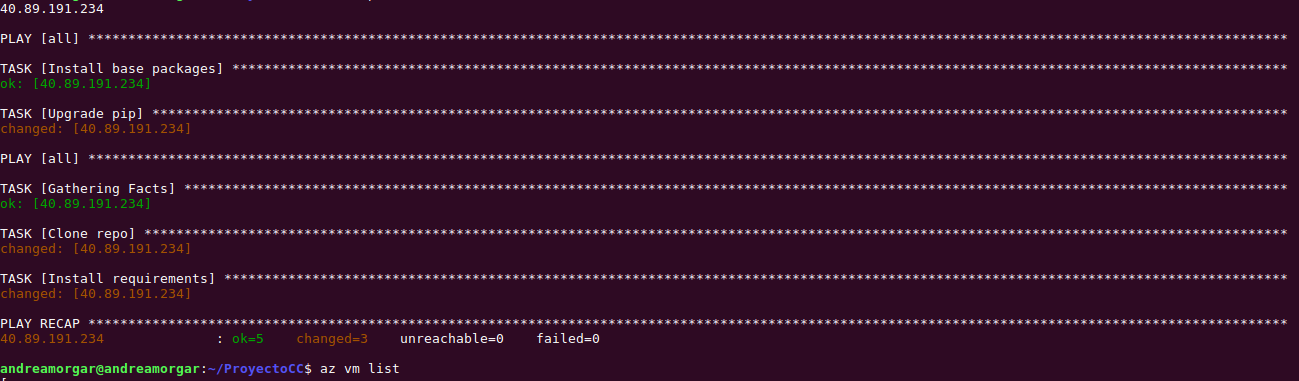 40.89.191.234
PLAY [all] ******************************************************************************************************************************************************
TASK [Install base packages] ************************************************************************************************************************************
ok: [40.89.191.234]
TASK [Upgrade pip] **********************************************************************************************************************************************
changed: [40.89.191.234]
PLAY [all] ******************************************************************************************************************************************************
TASK [Gathering Facts] ******************************************************************************************************************************************
ok: [40.89.191.234]
TASK [Clone repo] ***********************************************************************************************************************************************
changed: [40.89.191.234]
TASK [Install requirements] *************************************************************************************************************************************
changed: [40.89.191.234]
PLAY RECAP ******************************************************************************************************************************************************
40.89.191.234              : ok=5    changed=3    unreachable=0    failed=0
andreamorgar@andreamorgar:~/ProyectoCC$ az vm list